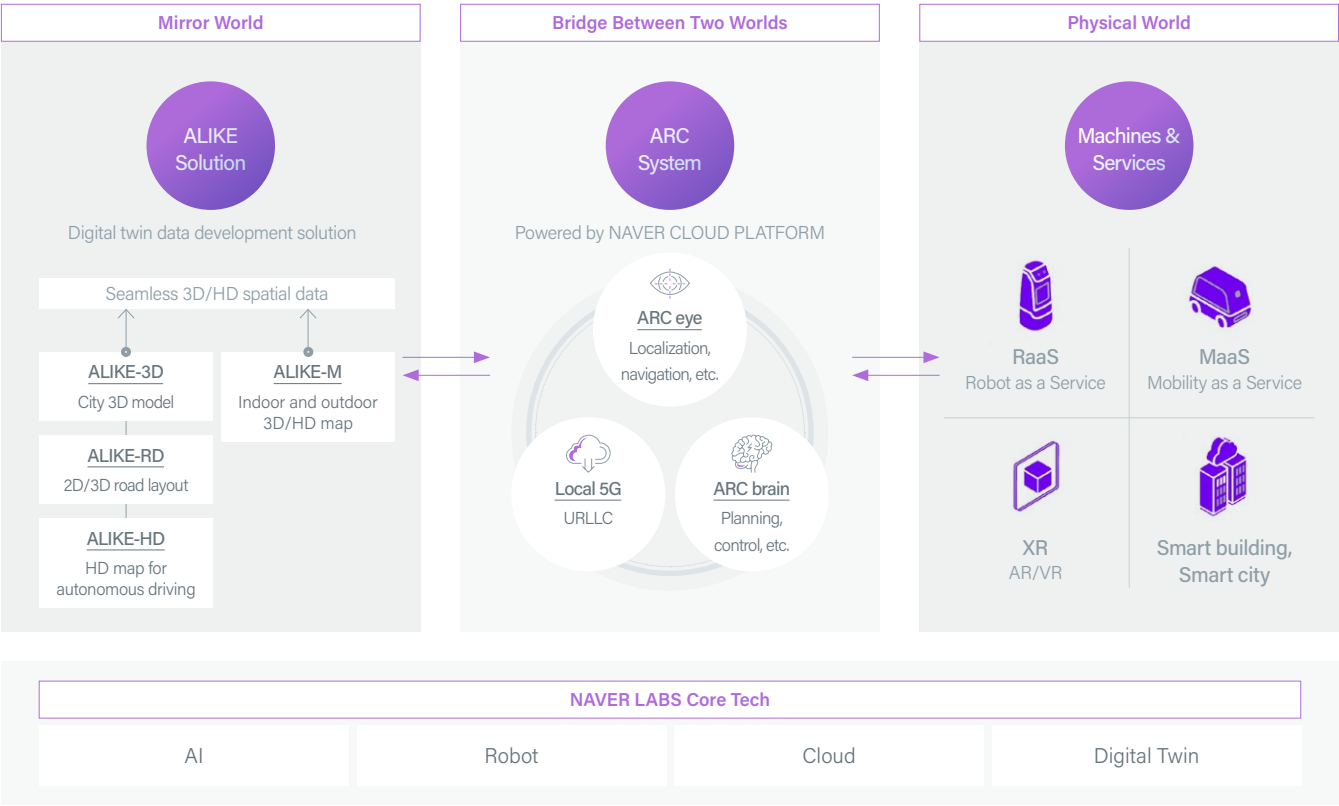 Mirror World
ALIKE
Solution
Digital twin data development solution
Seamless 3D/HD spatial data
ALIKE-3D
City 3D model
ALIKE-RD
2D/3D road layout
ALIKE-HD
HD map for
autonomous driving
ALIKE-M
Indoor and outdoor
3D/HD map
Bridge Between Two Worlds
ARC
System
Powered by NAVER CLOUD PLATFORM
ARC eye
Localization,
navigation, etc.
Local 5G
URLLC
ARC brain
Planning,
control, etc.
Physical World
Machines &
Services
RaaS
Robot as a Service
MaaS
Mobility as a Service
XR
AR/VR
Smart building,
Smart city
NAVER LABS Core Tech
AI
Robot
Cloud
Digital Twin